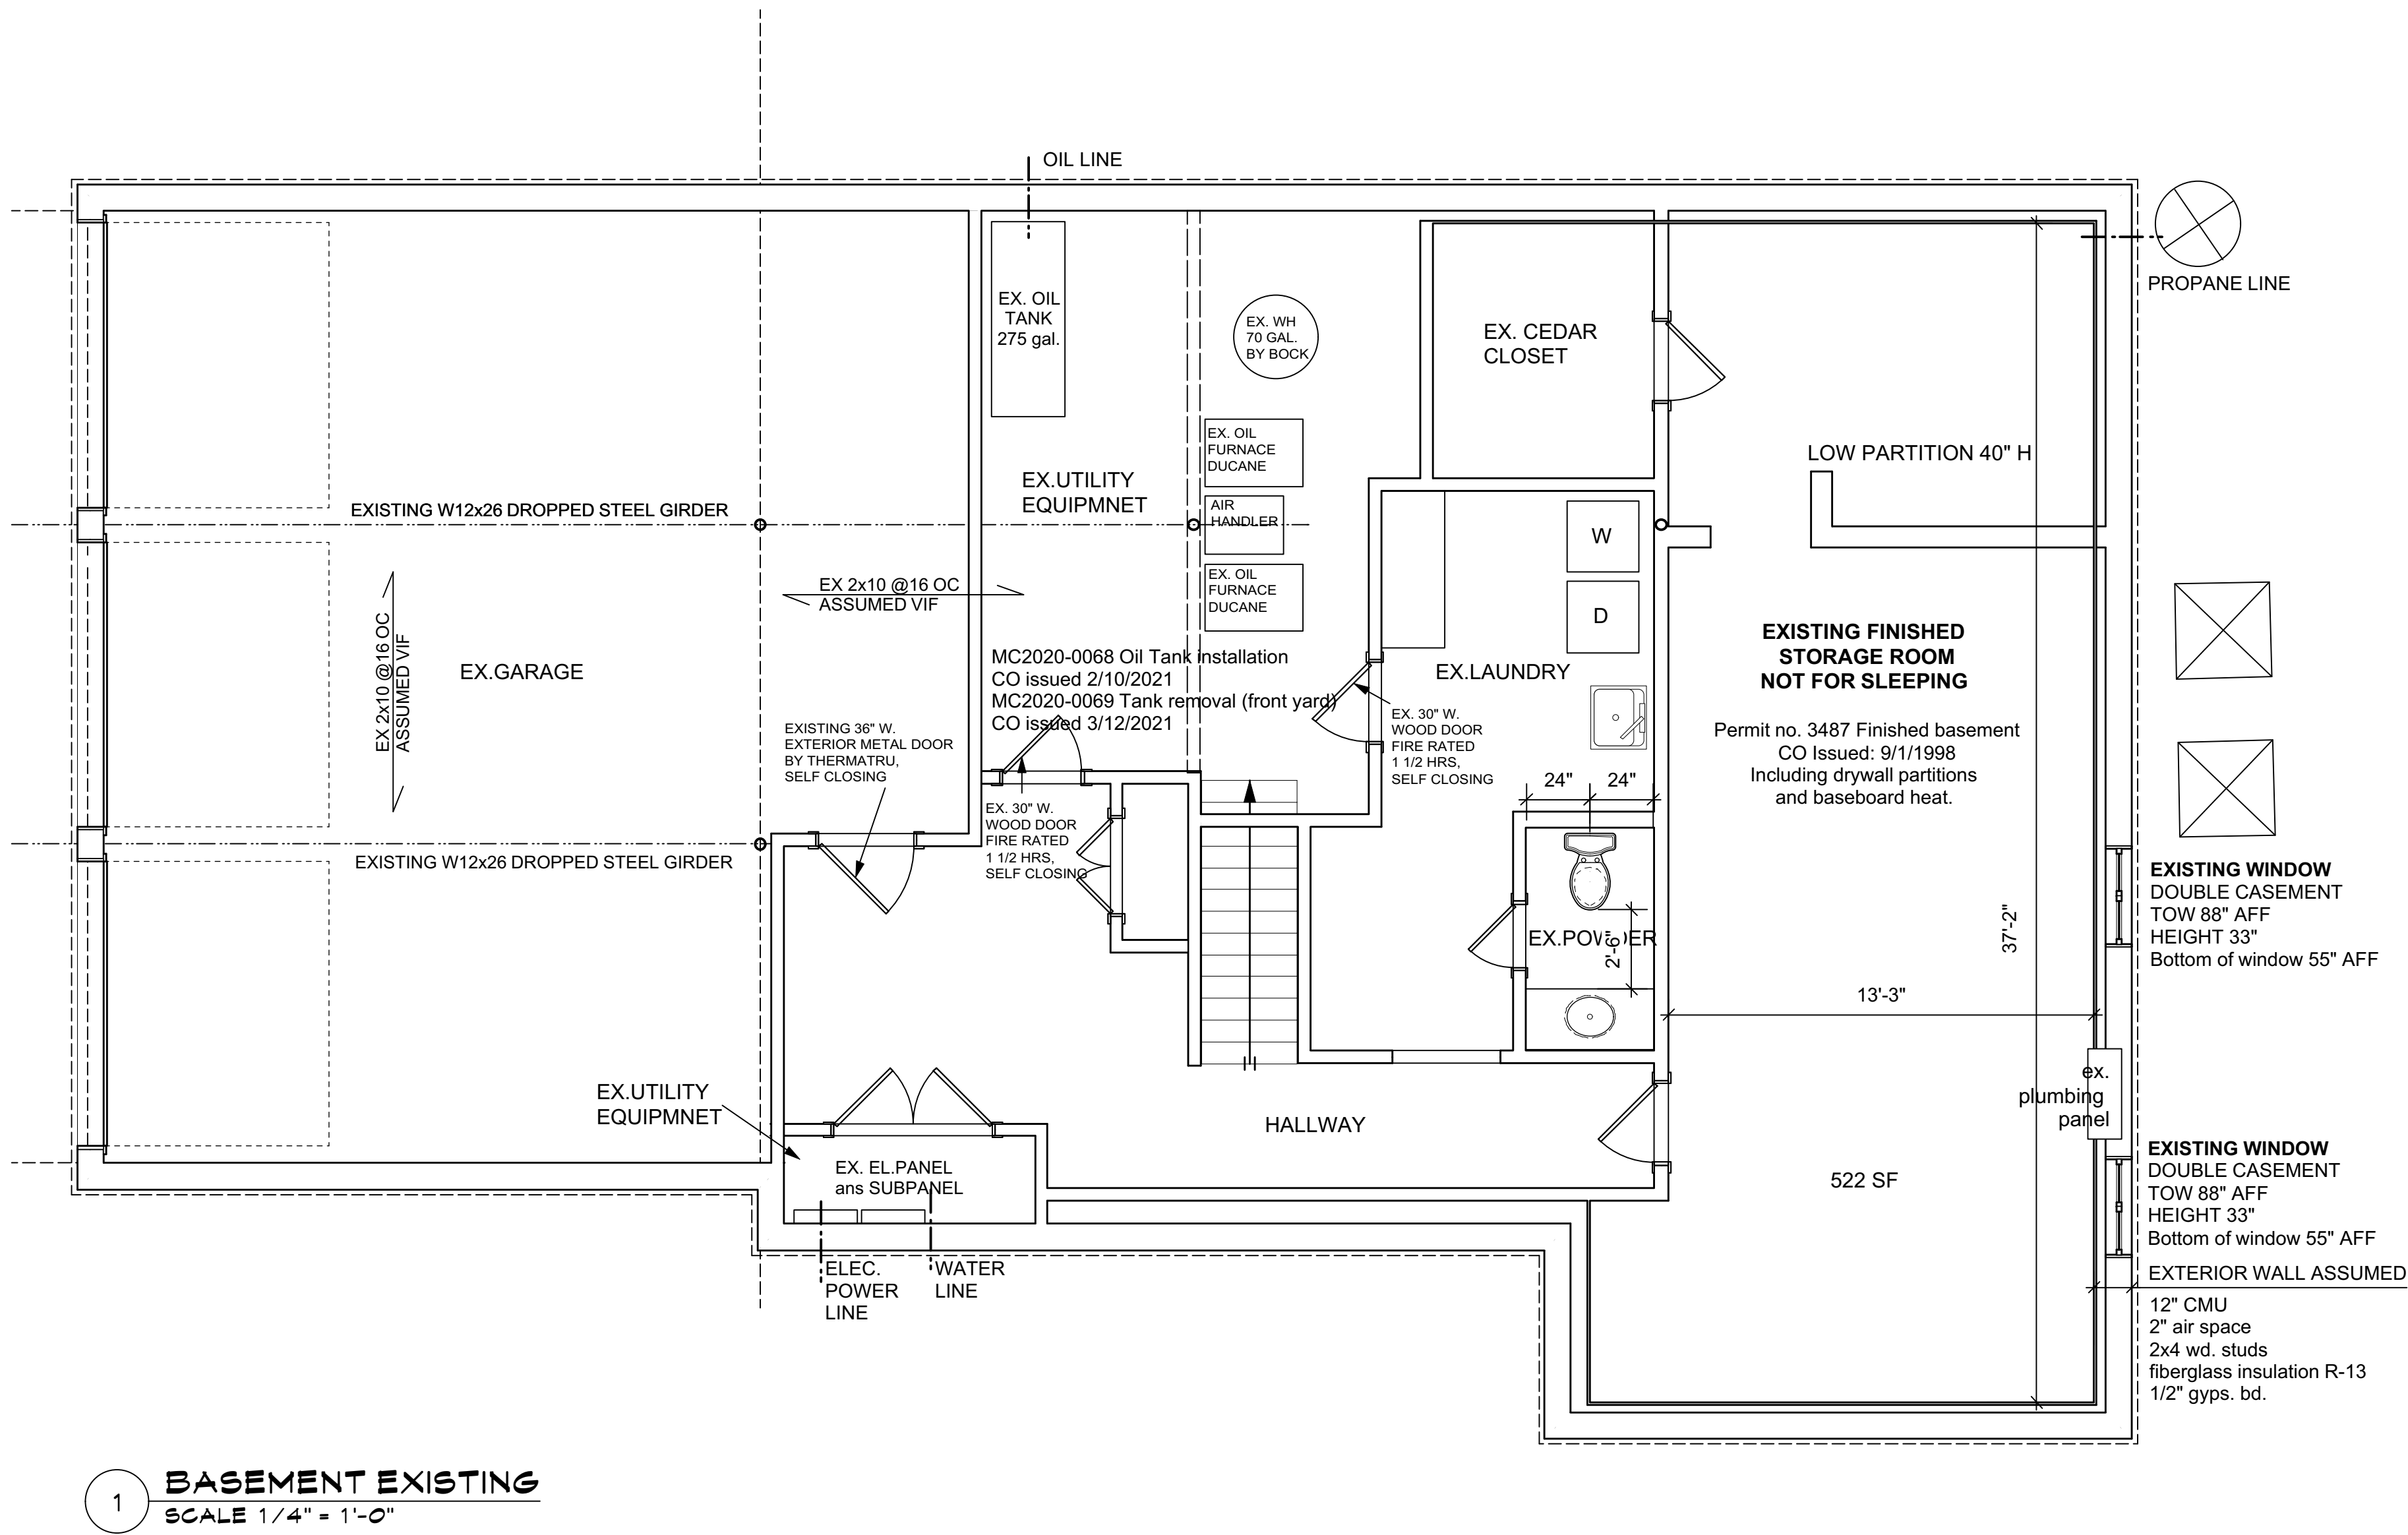 OIL LINE
PROPANE LINE
EX. OIL
TANK
275 gal.
EX. WH
70 GAL.
BY BOCK
EX. CEDAR
CLOSET
EX. OIL
FURNACE
DUCANE
LOW PARTITION 40" H
EX.UTILITY
EQUIPMNET
AIR
HANDLER
EXISTING W12x26 DROPPED STEEL GIRDER
W
EX. OIL
FURNACE
DUCANE
EX 2x10 @16 OC
ASSUMED VIF
D
EX 2x10 @16 OC
ASSUMED VIF
EX.GARAGE
EXISTING FINISHED
STORAGE ROOM
NOT FOR SLEEPING
MC2020-0068 Oil Tank installation
CO issued 2/10/2021
MC2020-0069 Tank removal (front yard)
CO issued 3/12/2021
EX.LAUNDRY
EXISTING 36" W.
EXTERIOR METAL DOOR
BY THERMATRU,
SELF CLOSING
EX. 30" W.
WOOD DOOR
FIRE RATED
1 1/2 HRS,
SELF CLOSING
Permit no. 3487 Finished basement
CO Issued: 9/1/1998
Including drywall partitions
and baseboard heat.
24"
24"
EX. 30" W.
WOOD DOOR
FIRE RATED
1 1/2 HRS,
SELF CLOSING
EXISTING W12x26 DROPPED STEEL GIRDER
EXISTING WINDOW
DOUBLE CASEMENT
TOW 88" AFF
HEIGHT 33"
Bottom of window 55" AFF
EX.POWDER
2'-6"
37'-2"
13'-3"
ex.
plumbing
panel
EX.UTILITY
EQUIPMNET
HALLWAY
EX. EL.PANEL
ans SUBPANEL
522 SF
EXISTING WINDOW
DOUBLE CASEMENT
TOW 88" AFF
HEIGHT 33"
Bottom of window 55" AFF
ELEC.
POWER
LINE
WATER
LINE
EXTERIOR WALL ASSUMED
12" CMU
2" air space
2x4 wd. studs
fiberglass insulation R-13
1/2" gyps. bd.
1
BASEMENT EXISTING
SCALE 1/4" = 1'-0"